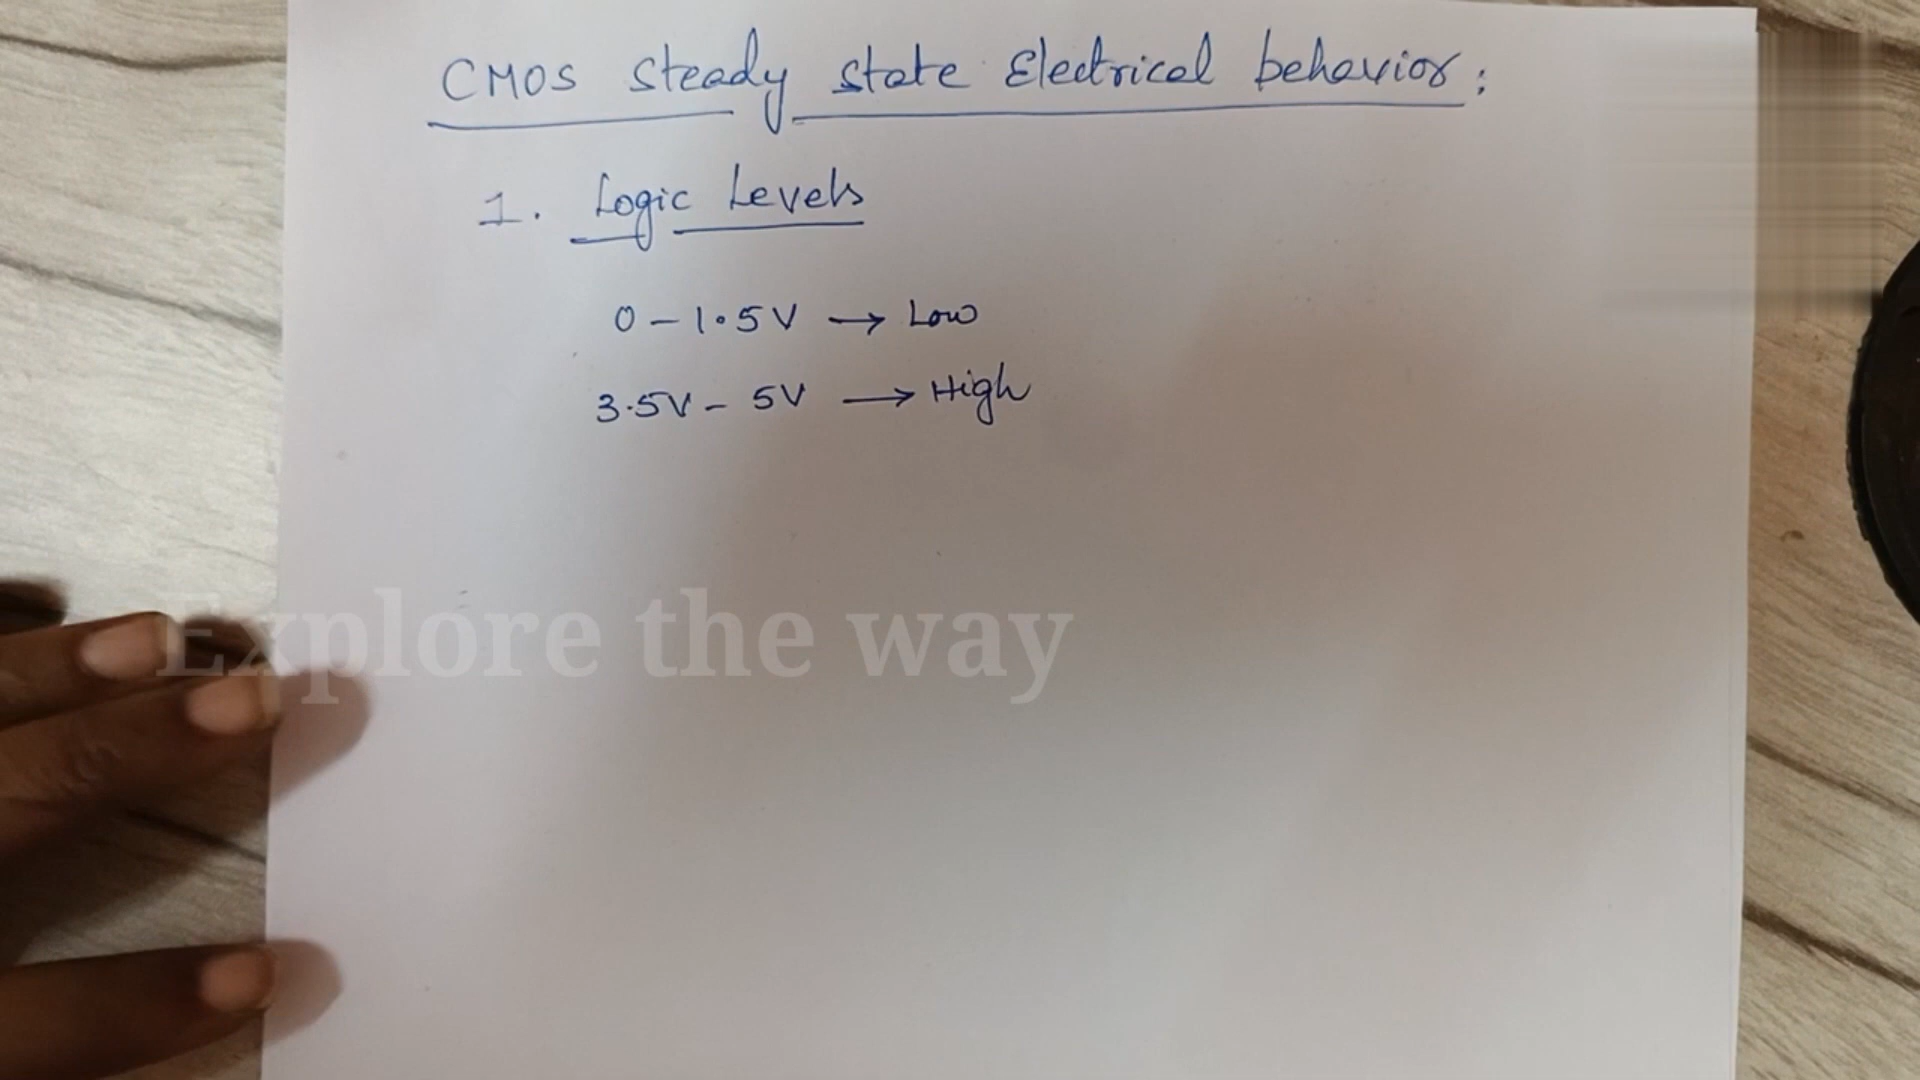 CMOS Steady State Electrical behavior :
1. Logic Levels
0 - 1.5V → Low
3.5V - 5V → High
Explore the way